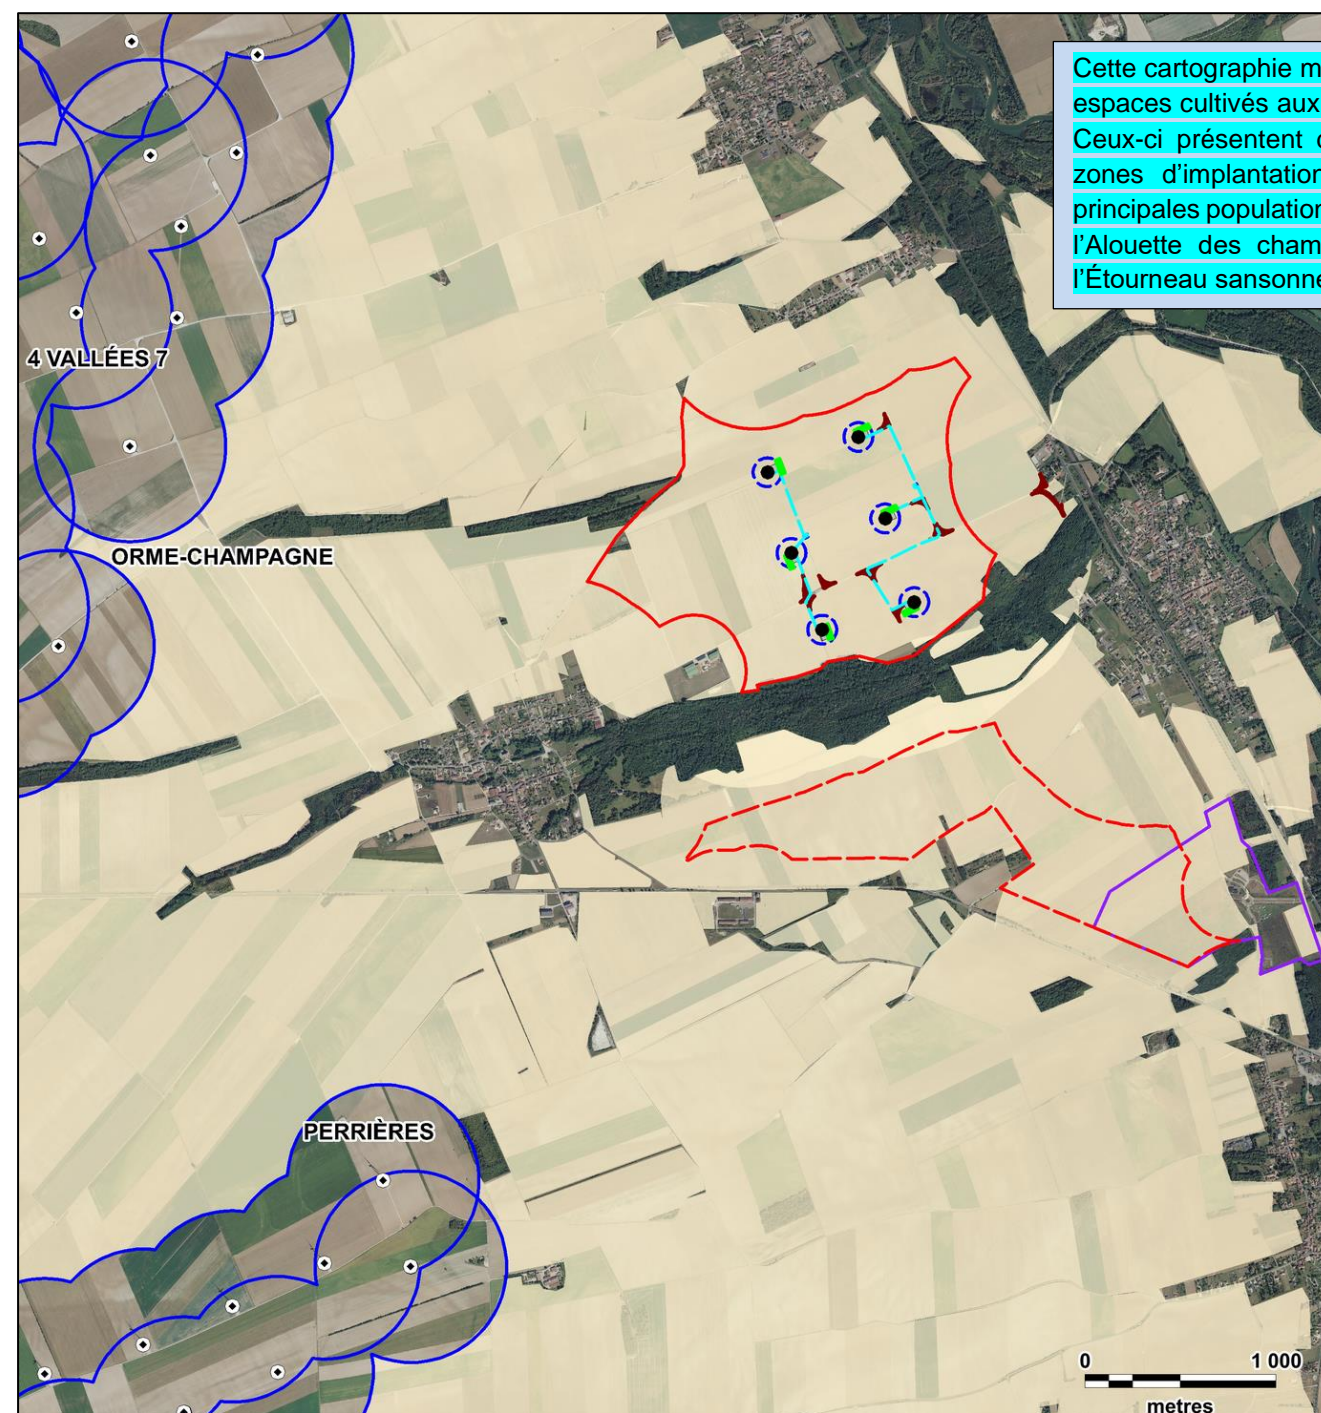 Cette cartographie m
espaces cultivés aux
Ceux-ci présentent
zones d'implantation
principales population
l'Alouette des cham
l'Étourneau sansonne
4 VALLÉES 7
ORME-CHAMPAGNE
PERRIÈRES
0 1 000
metres